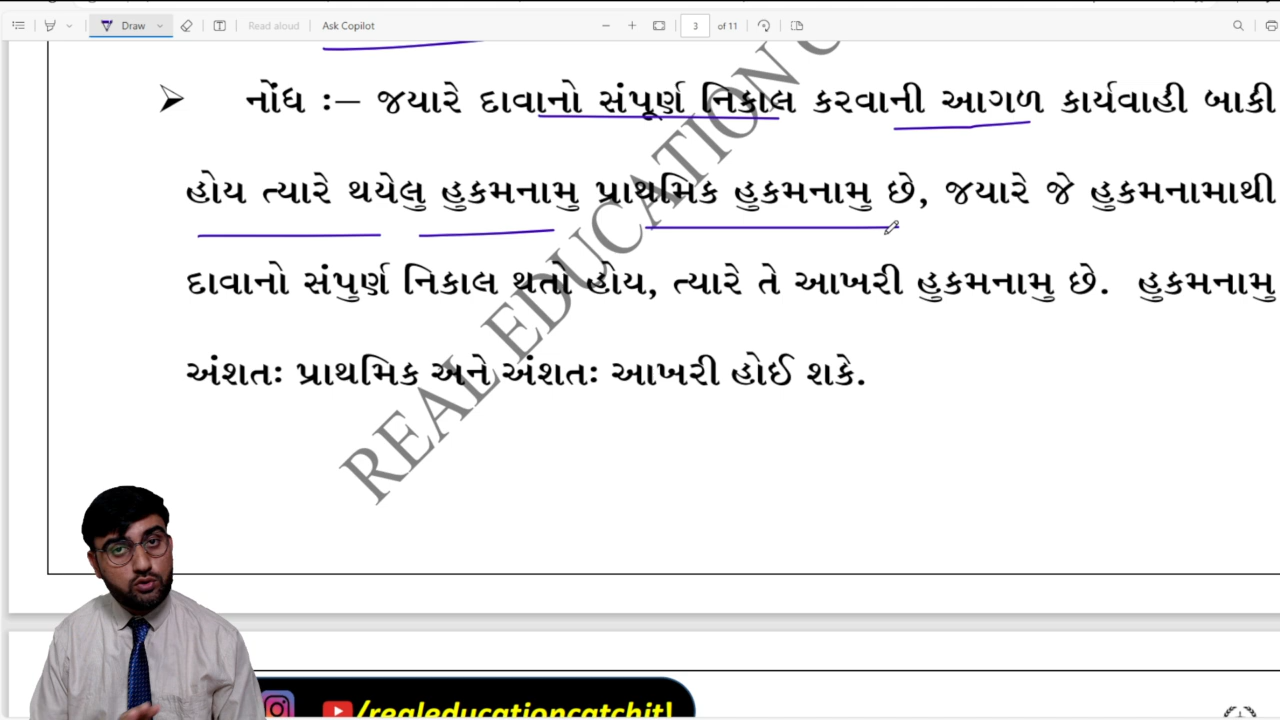 Draw
Read aloud
Ask Copilot
3
of 11
નોંધ :– જયારે દાવાનો સંપૂર્ણ નિકાલ કરવાની આગળ કાર્યવાહી બાકી
હોય ત્યારે થયેલુ હુકમનામુ પ્રાથમિક હુકમનામુ છે, જયારે જે હુકમનામાથી
દાવાનો સંપુર્ણ નિકાલ થતો હોય, ત્યારે તે આખરી હુકમનામુ છે. હુકમનામુ
અંશતઃ પ્રાથમિક અને અંશતઃ આખરી હોઈ શકે.
REAL EDUCATION C
/realeducationcatchit